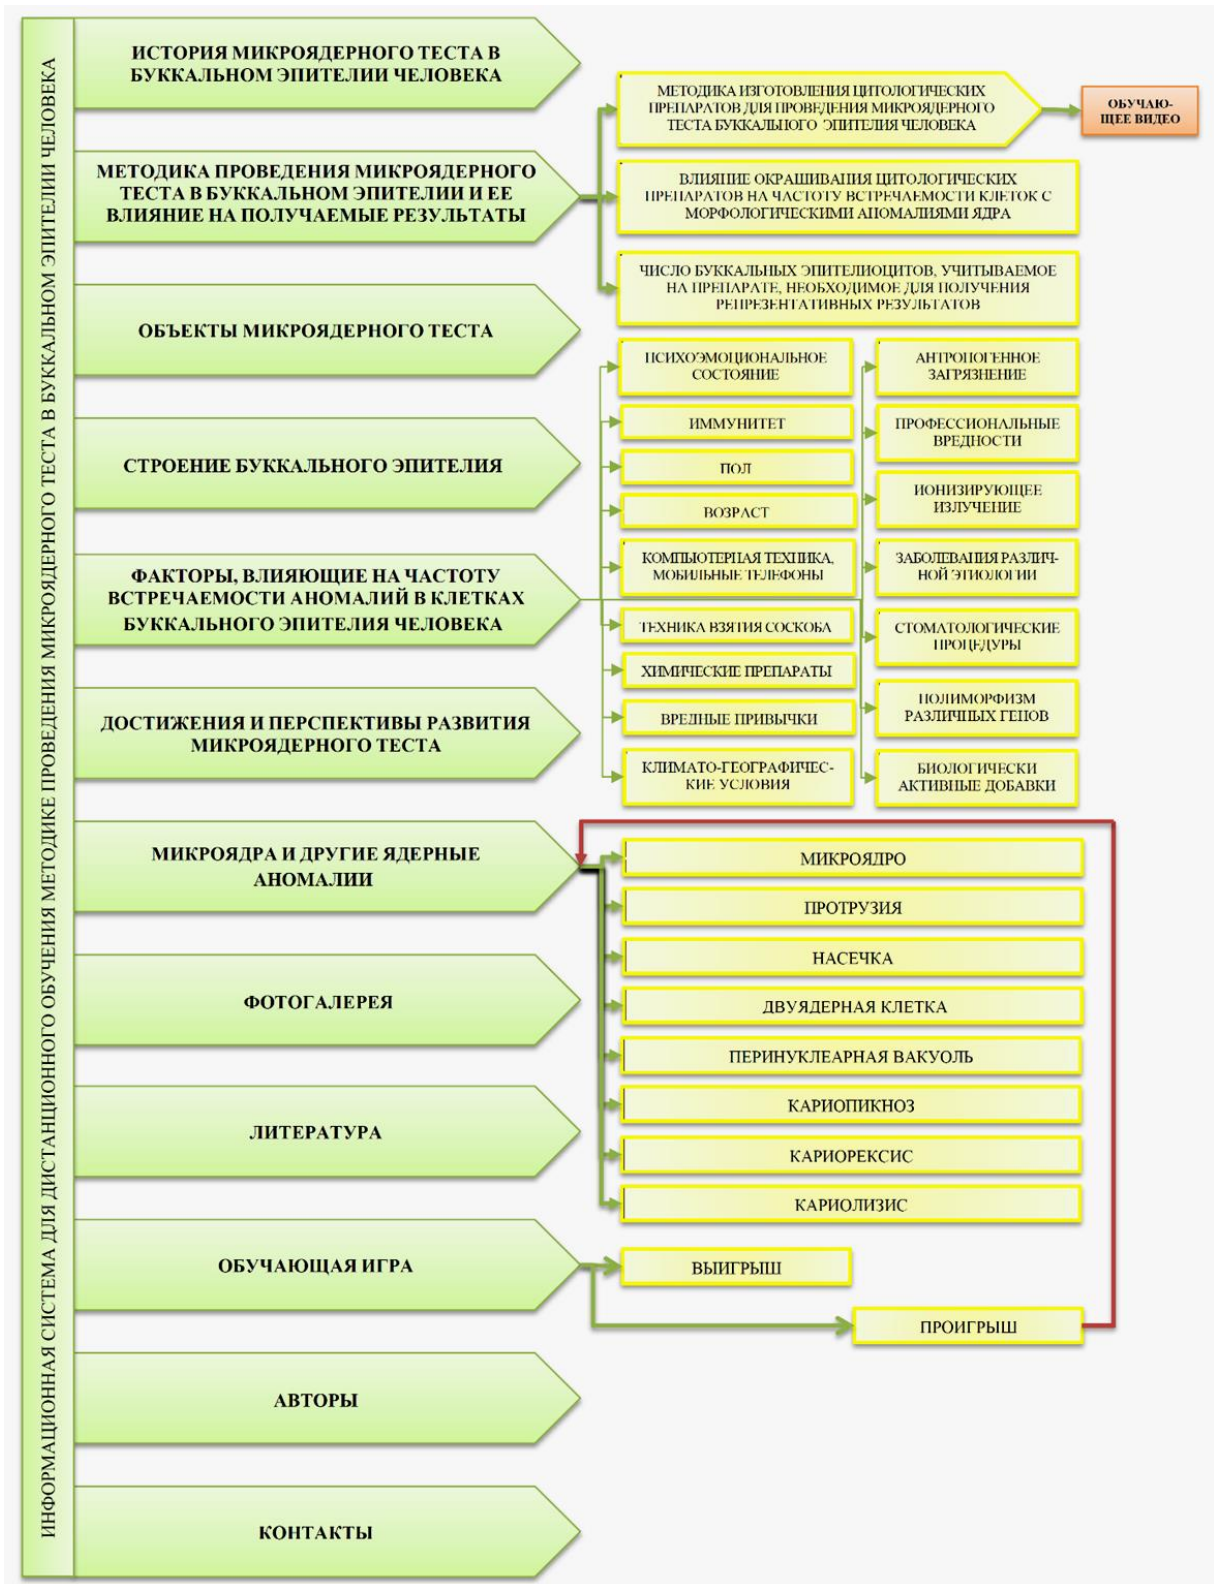 ИНФОРМАЦИОННАЯ СИСТЕМА ДЛЯ ДИСТАНЦИОННОГО ОБУЧЕНИЯ МЕТОДИКЕ ПРОВЕДЕНИЯ МИКРОЯДЕРНОГО ТЕСТА В БУККАЛЬНОМ ЭПИТЕЛИИ ЧЕЛОВЕКА
ИСТОРИЯ МИКРОЯДЕРНОГО ТЕСТА В
БУККАЛЬНОМ ЭПИТЕЛИИ ЧЕЛОВЕКА
МЕТОДИКА ПРОВЕДЕНИЯ МИКРОЯДЕРНОГО
ТЕСТА В БУККАЛЬНОМ ЭПИТЕЛИИ И ЕЕ
ВЛИЯНИЕ НА ПОЛУЧАЕМЫЕ РЕЗУЛЬТАТЫ
МЕТОДИКА ИЗГОТОВЛЕНИЯ ЦИТОЛОГИЧЕСКИХ
ПРЕПАРАТОВ ДЛЯ ПРОВЕДЕНИЯ МИКРОЯДЕРНОГО
ТЕСТА БУККАЛЬНОГО ЭПИТЕЛИЯ ЧЕЛОВЕКА
ОБУЧАЮ-
ЩЕЕ ВИДЕО
ВЛИЯНИЕ ОКРАШИВАНИЯ ЦИТОЛОГИЧЕСКИХ
ПРЕПАРАТОВ НА ЧАСТОТУ ВСТРЕЧАЕМОСТИ КЛЕТОК С
МОРФОЛОГИЧЕСКИМИ АНОМАЛИЯМИ ЯДРА
ЧИСЛО БУККАЛЬНЫХ ЭПИТЕЛИОЦИТОВ, УЧИТЫВАЕМОЕ
НА ПРЕПАРАТЕ, НЕОБХОДИМОЕ ДЛЯ ПОЛУЧЕНИЯ
РЕПРЕЗЕНТАТИВНЫХ РЕЗУЛЬТАТОВ
ОБЪЕКТЫ МИКРОЯДЕРНОГО ТЕСТА
СТРОЕНИЕ БУККАЛЬНОГО ЭПИТЕЛИЯ
ФАКТОРЫ, ВЛИЯЮЩИЕ НА ЧАСТОТУ
ВСТРЕЧАЕМОСТИ АНОМАЛИЙ В КЛЕТКАХ
БУККАЛЬНОГО ЭПИТЕЛИЯ ЧЕЛОВЕКА
ПСИХОЭМОЦИОНАЛЬНОЕ
СОСТОЯНИЕ
ИММУНИТЕТ
ПОЛ
ВОЗРАСТ
КОМПЬЮТЕРНАЯ ТЕХНИКА,
МОБИЛЬНЫЕ ТЕЛЕФОНЫ
ТЕХНИКА ВЗЯТИЯ СОСКОБА
ХИМИЧЕСКИЕ ПРЕПАРАТЫ
ВРЕДНЫЕ ПРИВЫЧКИ
КЛИМАТО-ГЕОГРАФИЧЕС-
КИЕ УСЛОВИЯ
АНТРОПОГЕННОЕ
ЗАГРЯЗНЕНИЕ
ПРОФЕССИОНАЛЬНЫЕ
ВРЕДНОСТИ
ИОНИЗИРУЮЩЕЕ
ИЗЛУЧЕНИЕ
ЗАБОЛЕВАНИЯ РАЗЛИЧ-
НОЙ ЭТИОЛОГИИ
СТОМАТОЛОГИЧЕСКИЕ
ПРОЦЕДУРЫ
ПОЛИМОРФИЗМ
РАЗЛИЧНЫХ ГЕНОВ
БИОЛОГИЧЕСКИ
АКТИВНЫЕ ДОБАВКИ
ДОСТИЖЕНИЯ И ПЕРСПЕКТИВЫ РАЗВИТИЯ
МИКРОЯДЕРНОГО ТЕСТА
МИКРОЯДРА И ДРУГИЕ ЯДЕРНЫЕ
АНОМАЛИИ
МИКРОЯДРО
ПРОТРУЗИЯ
НАСЕЧКА
ДВУЯДЕРНАЯ КЛЕТКА
ПЕРИНУКЛЕАРНАЯ ВАКУОЛЬ
КАРИОПИКНОЗ
КАРИОРЕКСИС
КАРИОЛИЗИС
ФОТОГАЛЕРЕЯ
ЛИТЕРАТУРА
ОБУЧАЮЩАЯ ИГРА
ВЫИГРЫШ
ПРОИГРЫШ
АВТОРЫ
КОНТАКТЫ